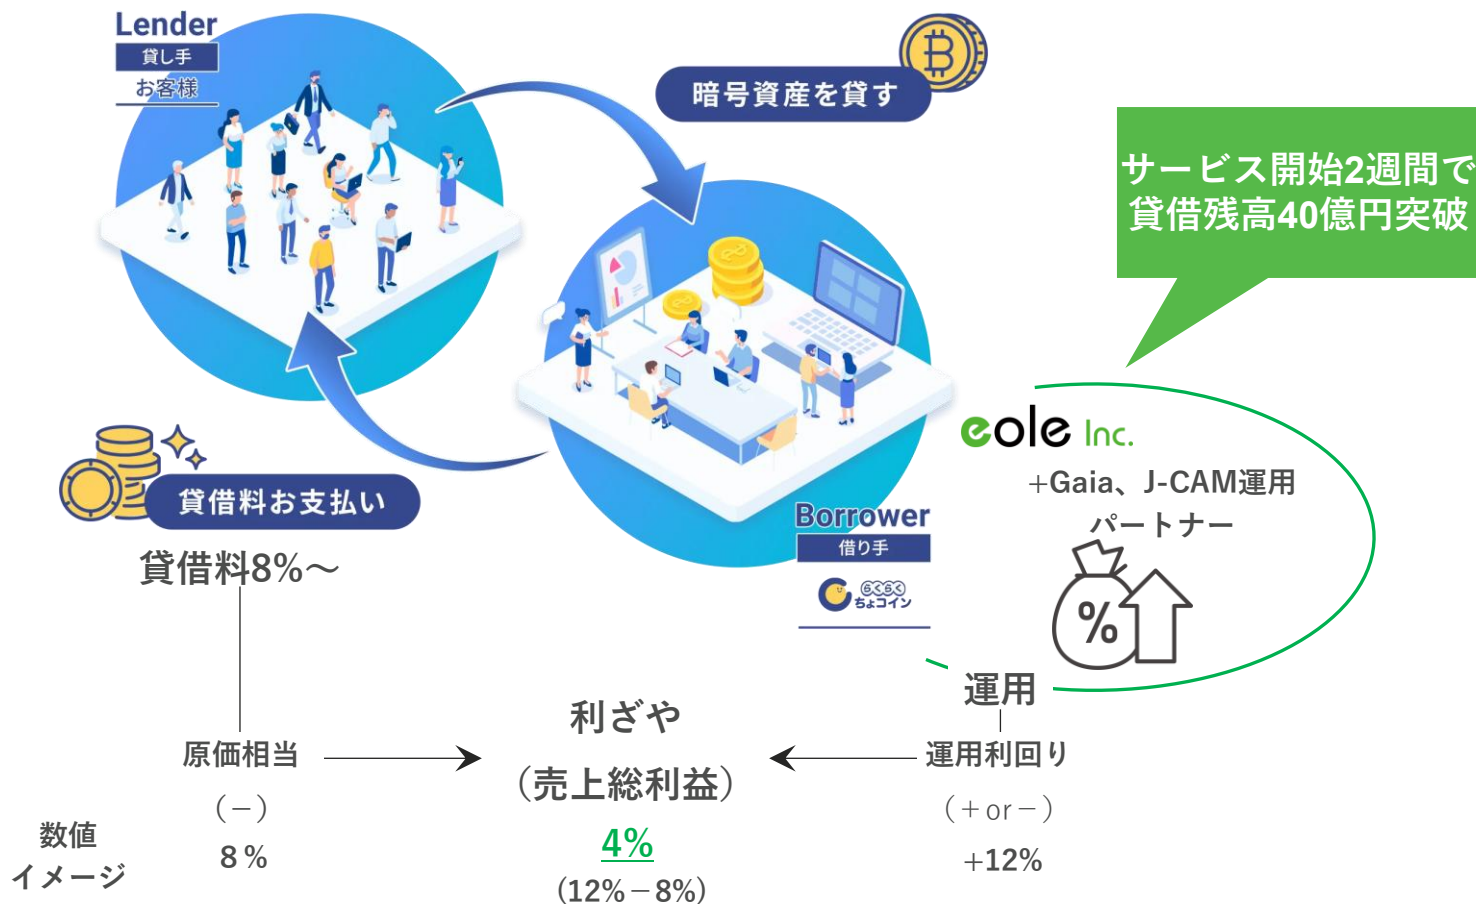 Lender
貸し手
お客様
暗号資産を貸す
サービス開始2週間で
貸借残高40億円突破
eole Inc.
+Gaia、J-CAM運用
パートナー
貸借料お支払い
貸借料8%～
Borrower
借り手
らくらく
ちょコイン
%
運用
利ざや
（売上総利益）
原価相当
運用利回り
（－）
（＋or－）
数値
イメージ
8%
4%
+12%
(12%－8%)